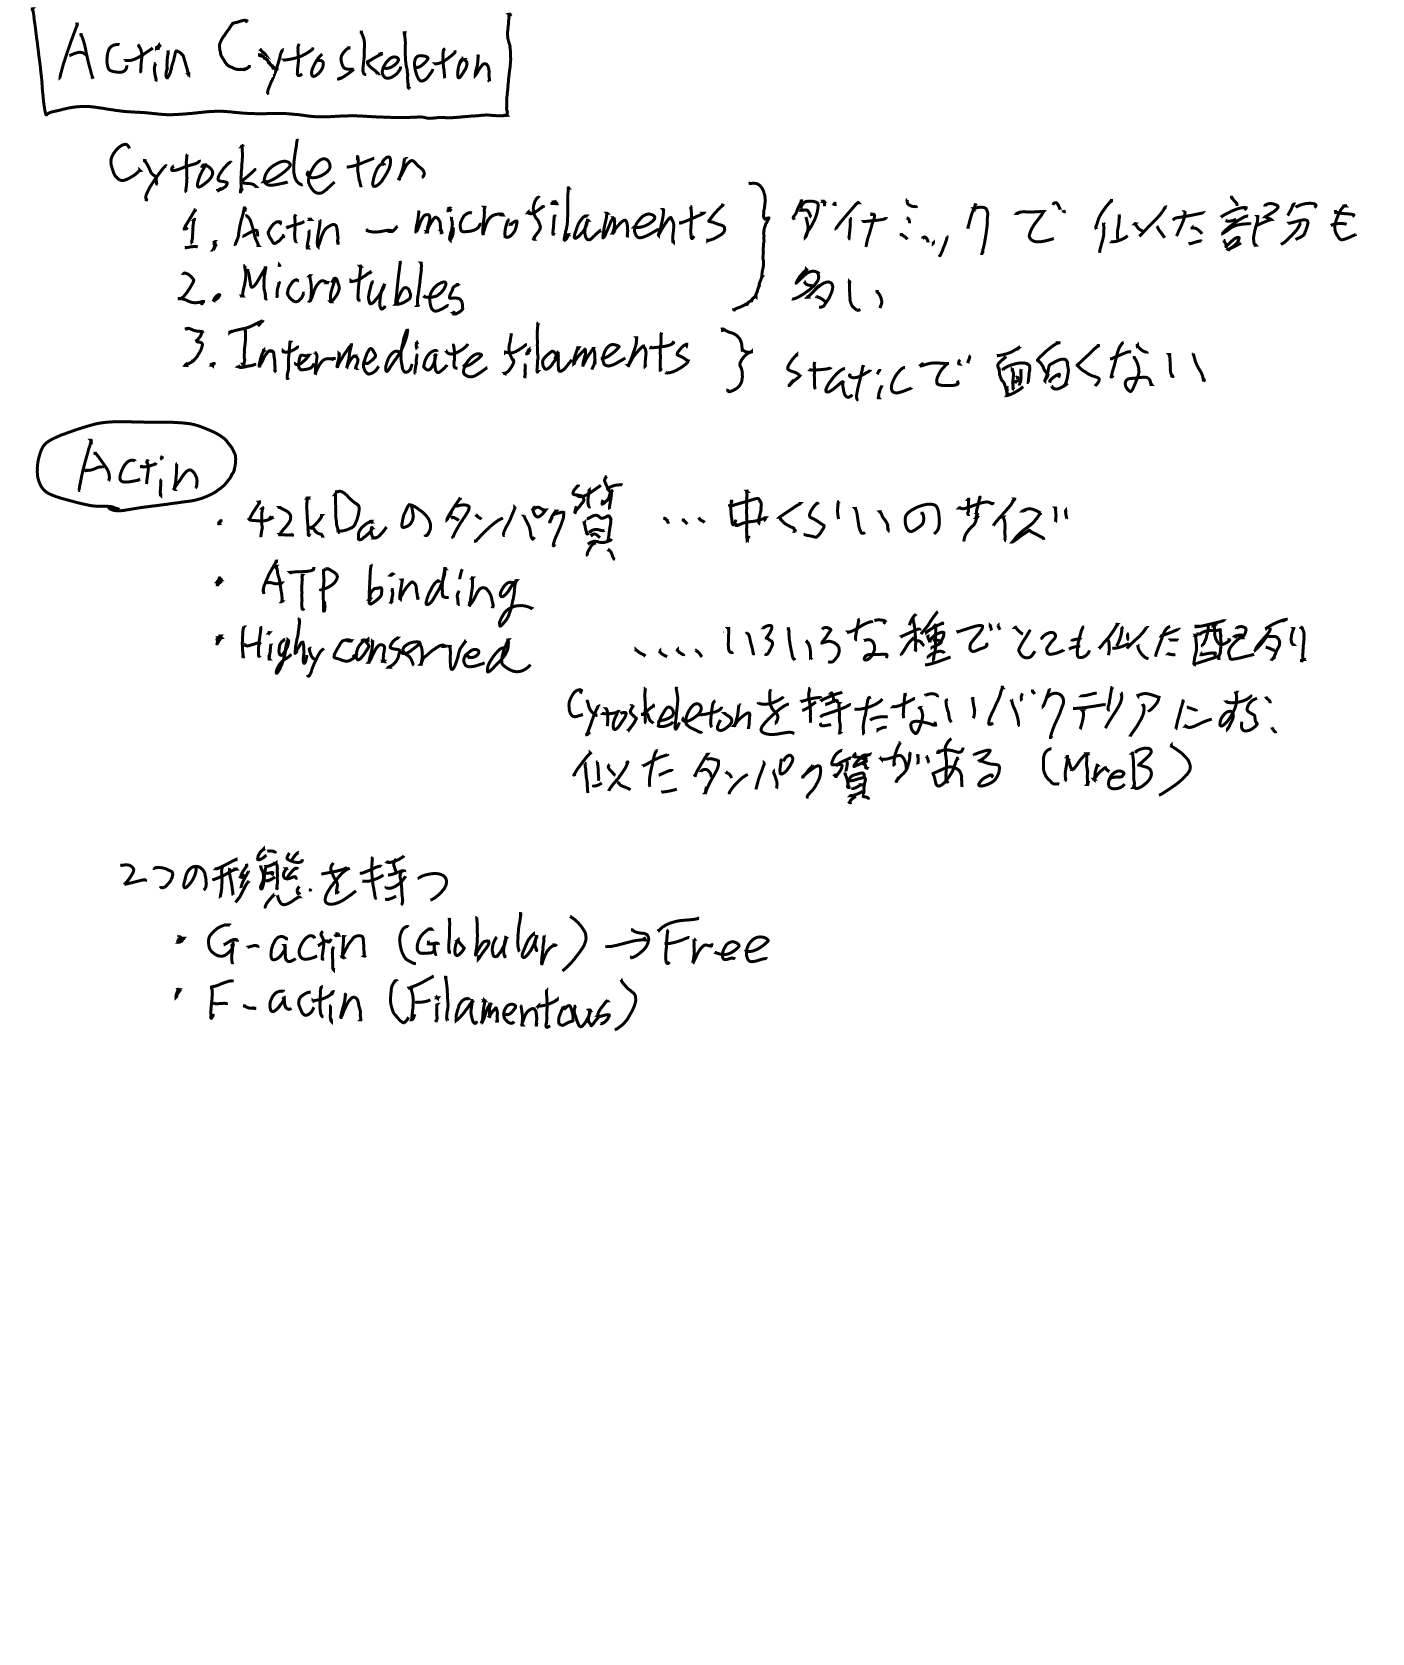 Actin Cytoskeleton
Cytoskeleton
1. Actin - microfilaments } ダイナミックで似た部分も
2. Microtubles 多い
3. Intermediate filaments } staticで面白くない
Actin
・42kDaのタンパク質 … 中くらいのサイズ
・ATP binding
・Highy conserved ....いろいろな種でとても似た配列
Cytoskeletonを持たないバクテリアにすら、
似たタンパク質がある (MreB)
2つの形態を持つ
・G-actin (Globular) → Free
・F-actin (Filamentous)